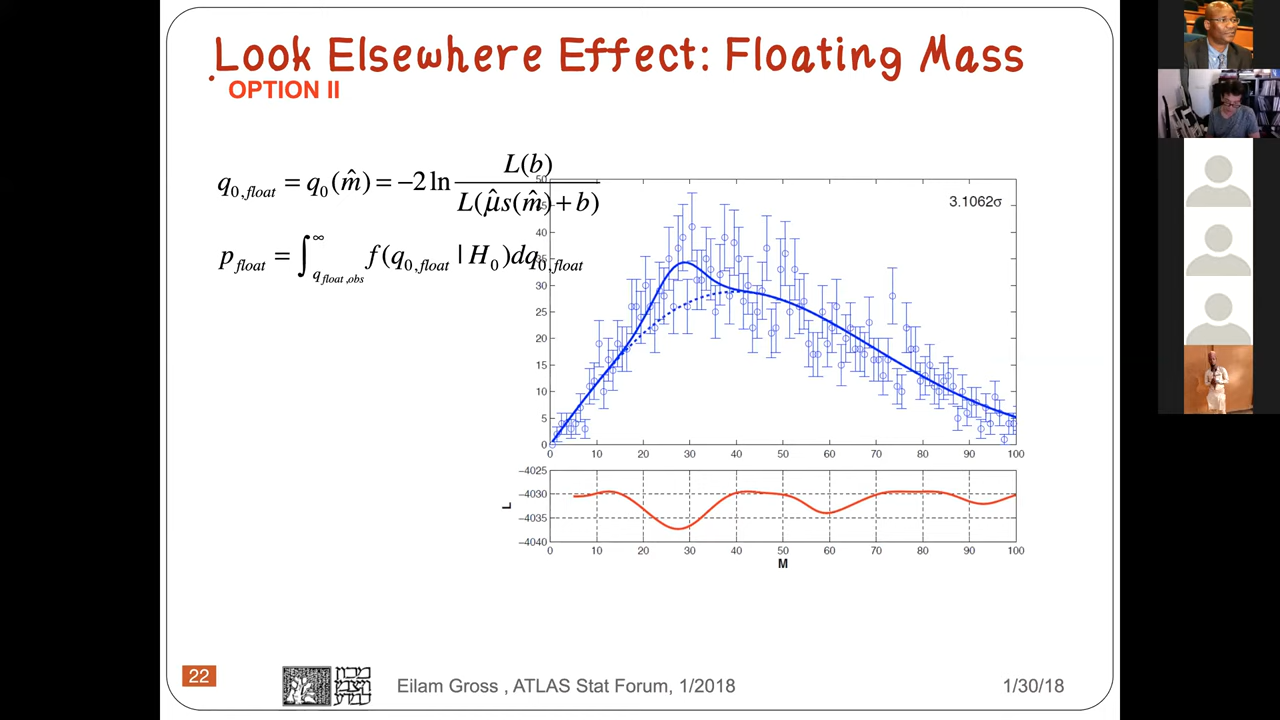 Look Elsewhere Effect: Floating Mass
OPTION II
q₀,float = q₀(m̂) = −2 ln L(b) / L(μ̂s(m̂) + b)
p_float = ∫_{q_float,obs}^{∞} f(q₀,float | H₀)dq₀,float
3.1062σ
50
40
35
30
25
20
15
10
5
0
0 10 20 30 40 50 60 70 80 90 100
-4025
-4030
-4035
-4040
L
0 10 20 30 40 50 60 70 80 90 100
M
22
Eilam Gross , ATLAS Stat Forum, 1/2018
1/30/18